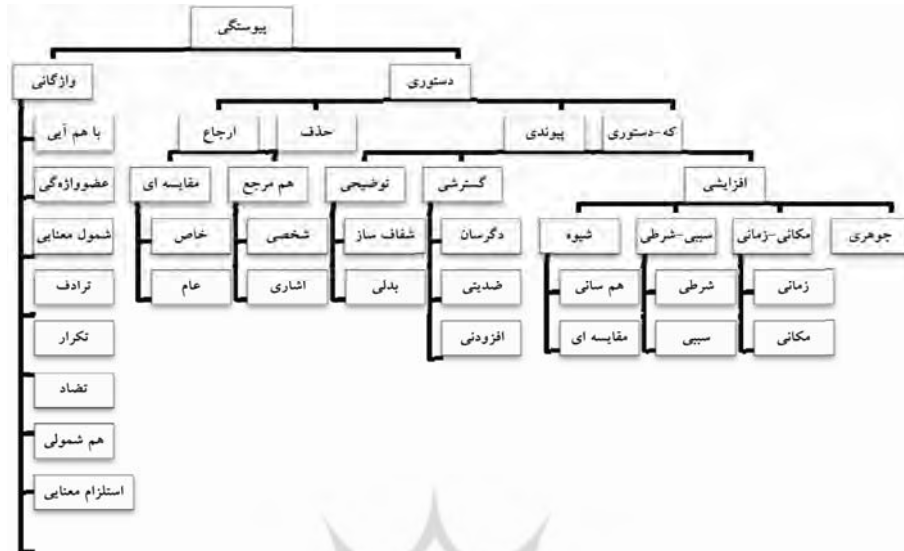 پیوستگی
دستوری
واژگانی
که-دستوری
پیوندی
حذف
ارجاع
با هم آیی
افزایشی
گسترشی
توضیحی
هم مرجع
مقایسه ای
عضوواژگی
جوهری
مکانی-زمانی
سببی-شرطی
شیوه
دگرسان
شفاف ساز
شخصی
خاص
شمول معنایی
زمانی
شرطی
هم سانی
ضدیتی
بدلی
اشاری
عام
ترادف
مکانی
سببی
مقایسه ای
افزودنی
تکرار
تضاد
هم شمولی
استلزام معنایی